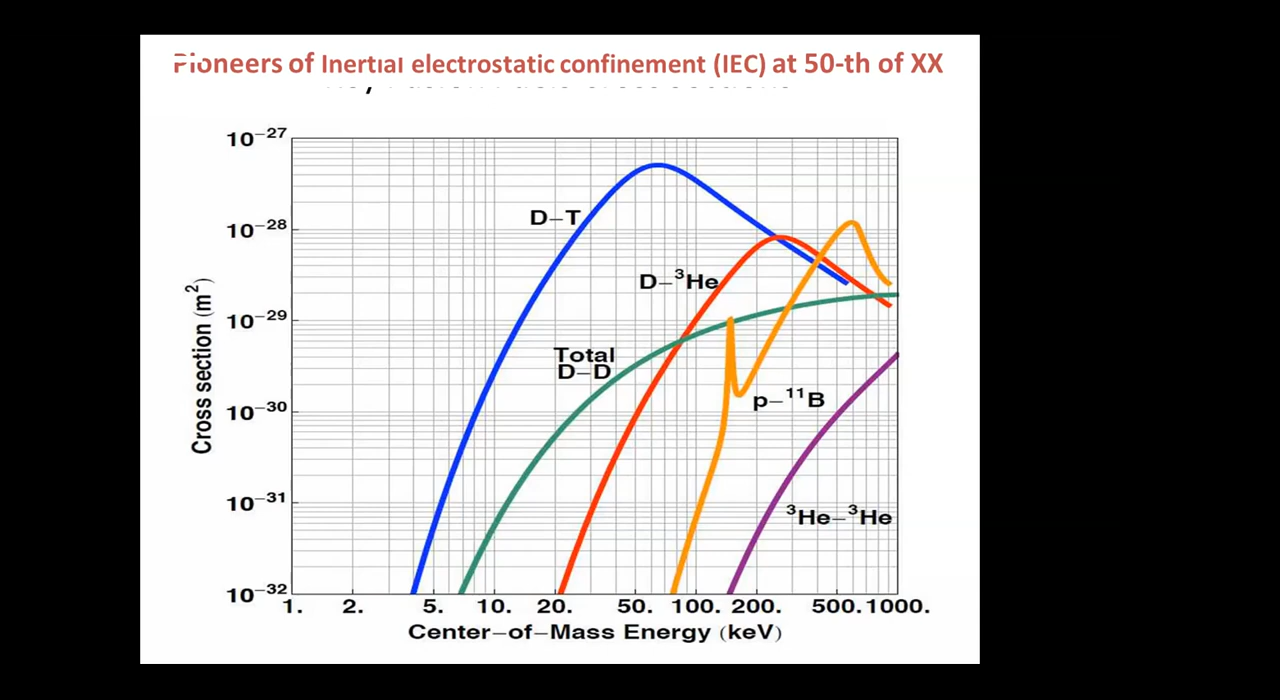 Pioneers of Inertial electrostatic confinement (IEC) at 50-th of XX
10−27
10−28
10−29
10−30
10−31
10−32
Cross section (m2)
D–T
D–3He
Total
D–D
p–11B
3He–3He
1. 2. 5. 10. 20. 50. 100. 200. 500. 1000.
Center–of–Mass Energy (keV)